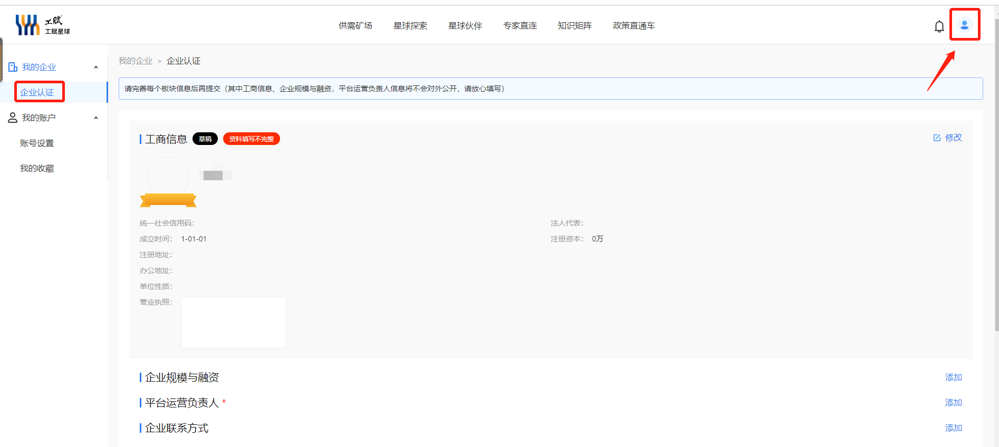 工赋
工赋星球
供需矿场 星球探索 星球伙伴 专家直连 知识矩阵 政策直通车
我的企业
企业认证
我的账户
账号设置
我的收藏
我的企业 > 企业认证
请完善每个板块信息后再提交（其中工商信息、企业规模与融资，平台运营负责人信息将不会对外公开，请放心填写）
工商信息 草稿 资料填写不完整 修改
统一社会信用码： 法人代表：
成立时间： 1-01-01 注册资本： 0万
注册地址：
办公地址：
单位性质：
营业执照：
企业规模与融资 添加
平台运营负责人 * 添加
企业联系方式 添加